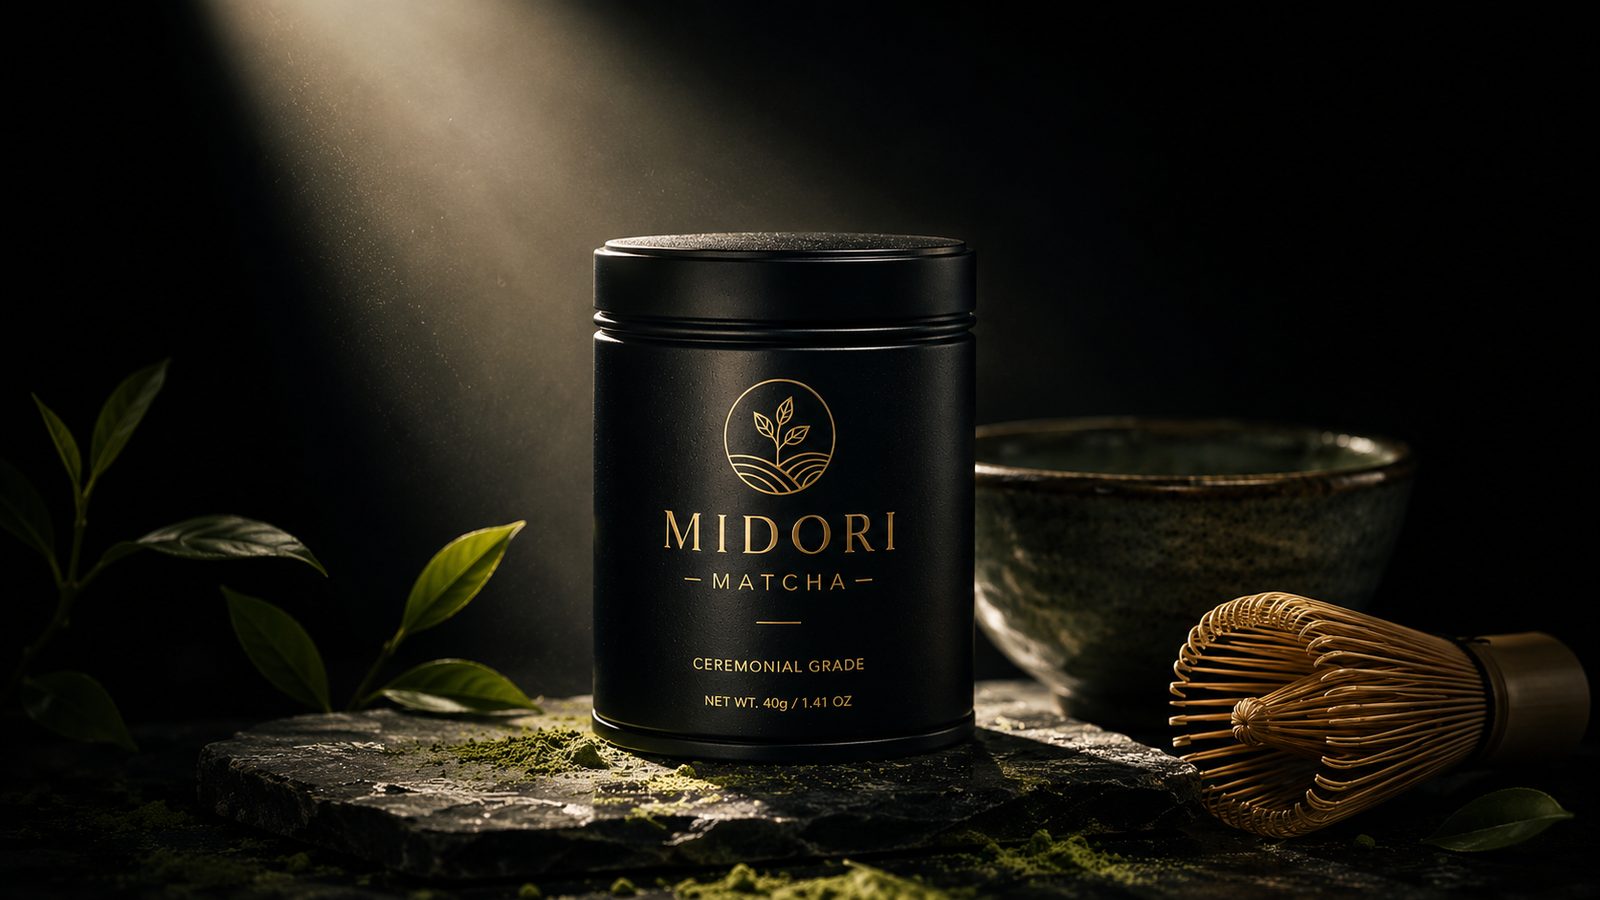 MIDORI
— MATCHA —
CEREMONIAL GRADE
NET WT. 40g / 1.41 OZ